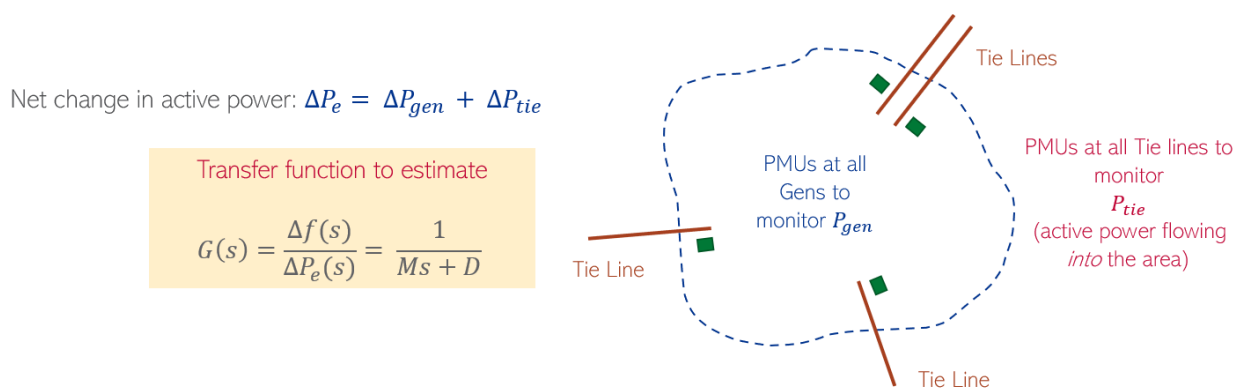 Net change in active power: ΔP_e = ΔP_gen + ΔP_tie
Transfer function to estimate
G(s) = Δf(s)/ΔP_e(s) = 1/(Ms + D)
Tie Lines
PMUs at all
Gens to
monitor P_gen
PMUs at all Tie lines to
monitor
P_tie
(active power flowing
into the area)
Tie Line
Tie Line